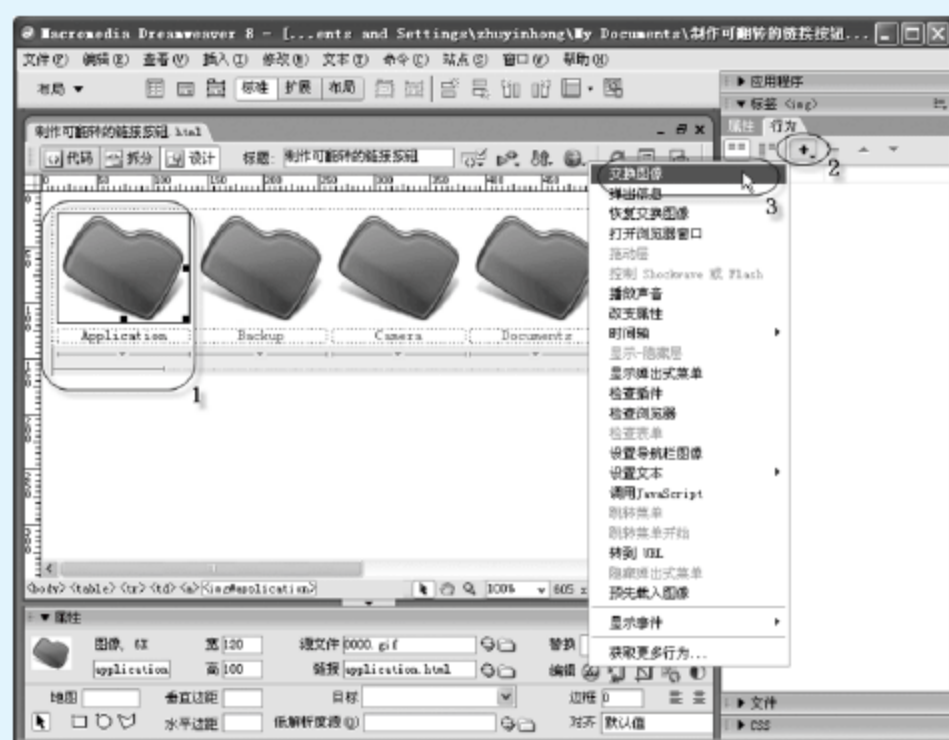 Macromedia Dreamweaver 8 - [...ents and Settings\zhuyinhong\My Documents\制作可翻转的链接按钮...
文件(F) 编辑(E) 查看(V) 插入(I) 修改(M) 文本(T) 命令(C) 站点(S) 窗口(W) 帮助(H)
布局 标准 扩展 布局
应用程序
标签 <img>
属性 行为
2
制作可翻转的链接按钮.html
代码 拆分 设计 标题: 制作可翻转的链接按钮
0 50 100 150 200 250 300 350 400 450
交换图像
3
弹出信息
恢复交换图像
打开浏览器窗口
拖动层
控制 Shockwave 或 Flash
播放声音
改变属性
时间轴
显示-隐藏层
显示弹出式菜单
检查插件
检查浏览器
检查表单
设置导航栏图像
设置文本
调用JavaScript
跳转菜单
跳转菜单开始
转到 URL
隐藏弹出式菜单
预先载入图像
显示事件
获取更多行为...
Application Backup Camera Documents
1
<body> <table> <tr> <td> <a> <img#application> 100% 605 x
属性
图像, 6K 宽 120 源文件 0000.gif 替换
application 高 100 链接 application.html 编辑
地图 垂直边距 目标 边框 0
水平边距 低解析度源(Q) 对齐 默认值
文件
CSS